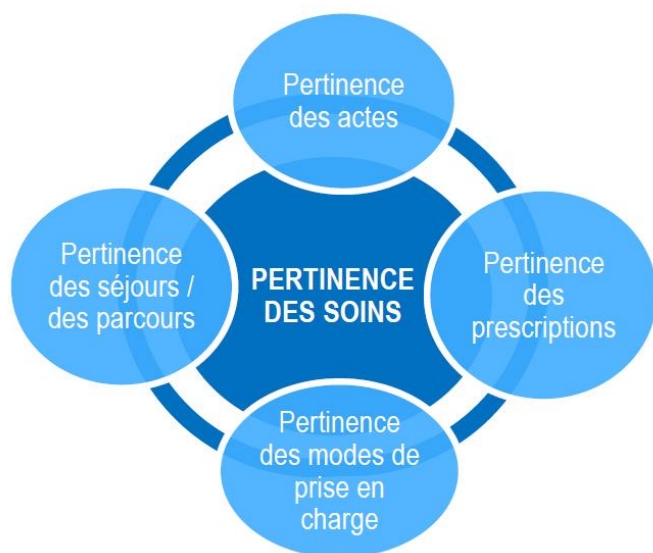 Pertinence
des actes
Pertinence
des séjours /
des parcours
PERTINENCE
DES SOINS
Pertinence
des
prescriptions
Pertinence
des modes de
prise en
charge